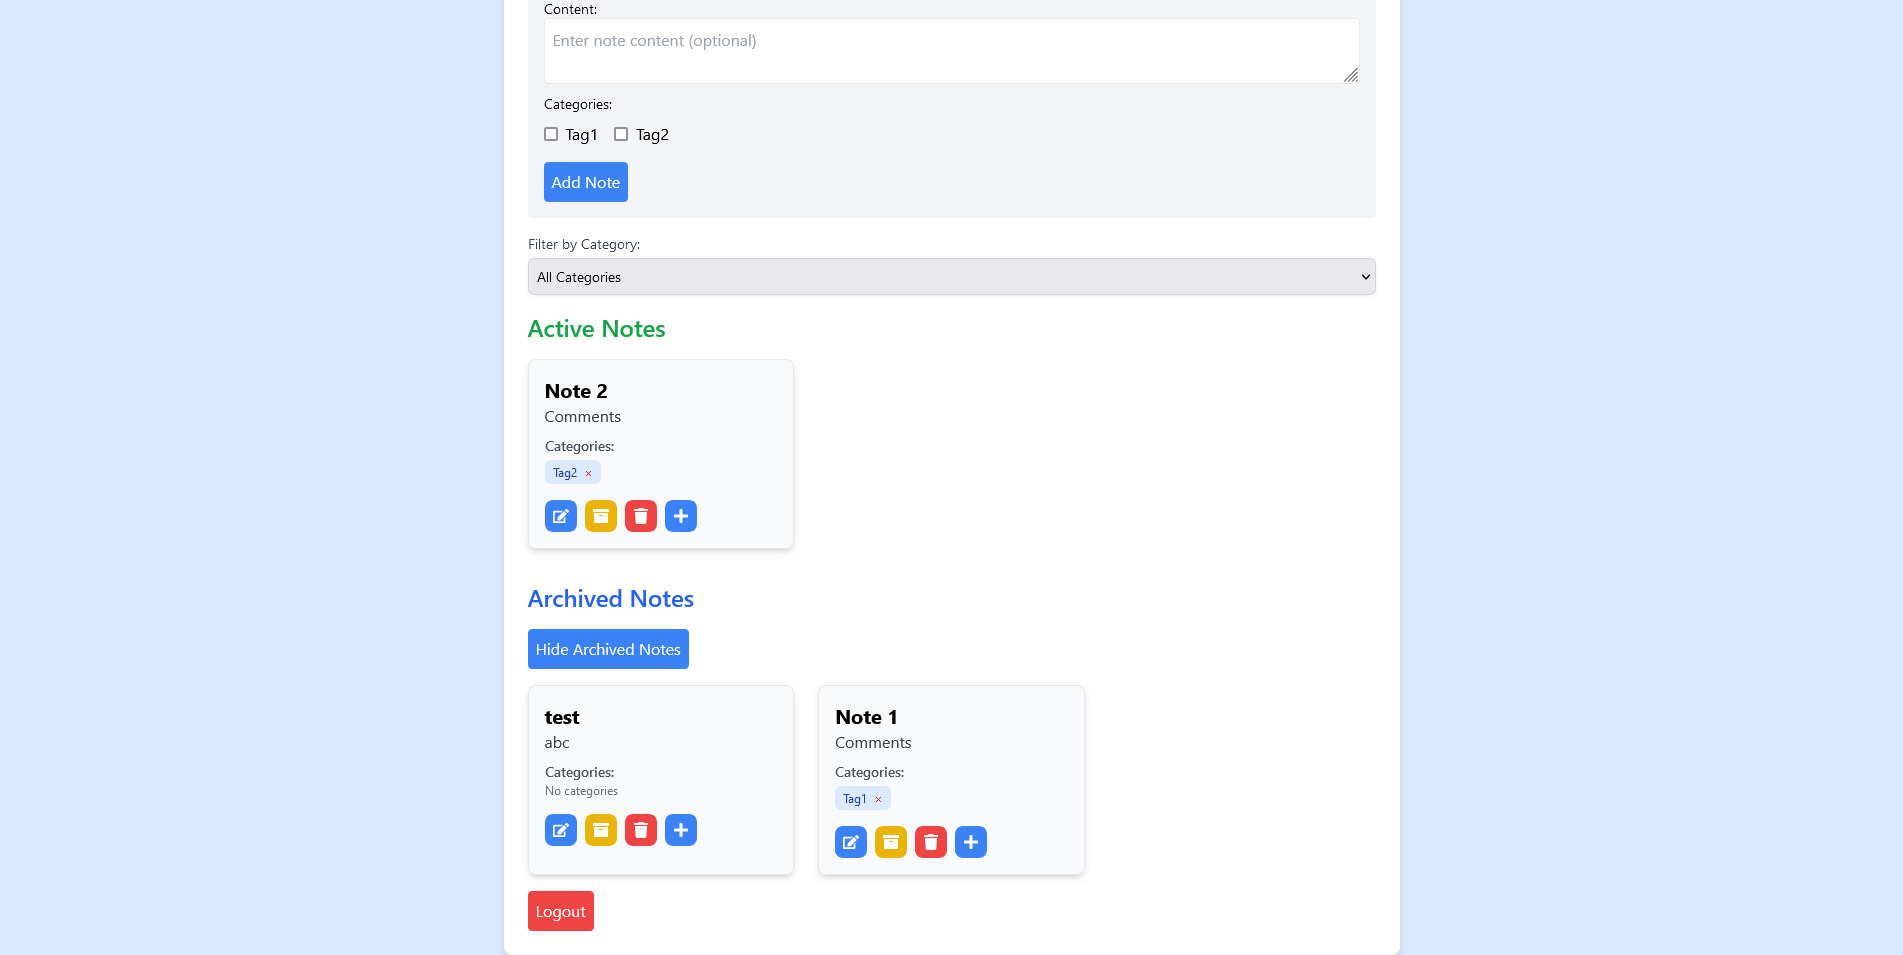 Content:
Enter note content (optional)
Categories:
Tag1 Tag2
Add Note
Filter by Category:
All Categories
Active Notes
Note 2
Comments
Categories:
Tag2 ×
Archived Notes
Hide Archived Notes
test
abc
Categories:
No categories
Note 1
Comments
Categories:
Tag1 ×
Logout